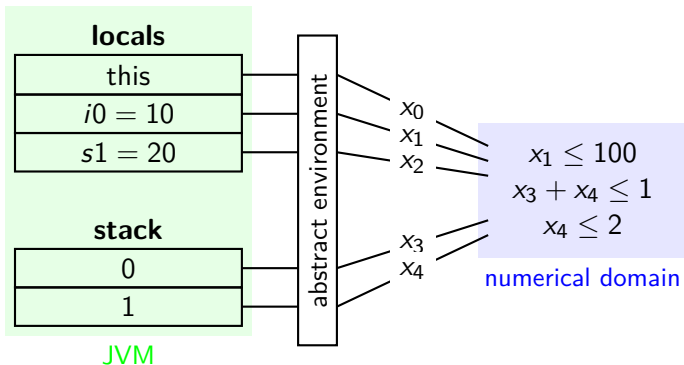 locals
this
i0 = 10
s1 = 20
stack
0
1
JVM
abstract environment
x₀
x₁
x₂
x₃
x₄
x₁ ≤ 100
x₃ + x₄ ≤ 1
x₄ ≤ 2
numerical domain